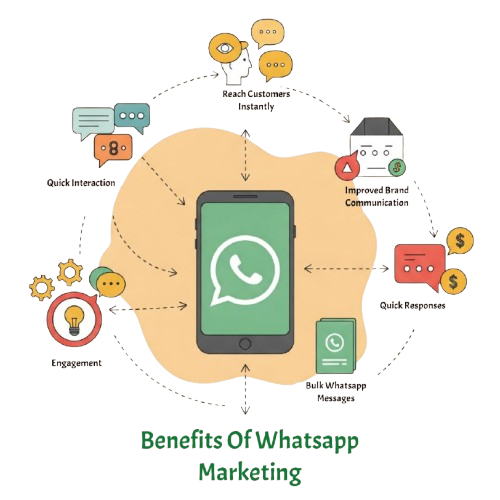 Reach Customers
Instantly
Quick Interaction
Improved Brand
Communication
Quick Responses
Engagement
Bulk Whatsapp
Messages
Benefits Of Whatsapp
Marketing